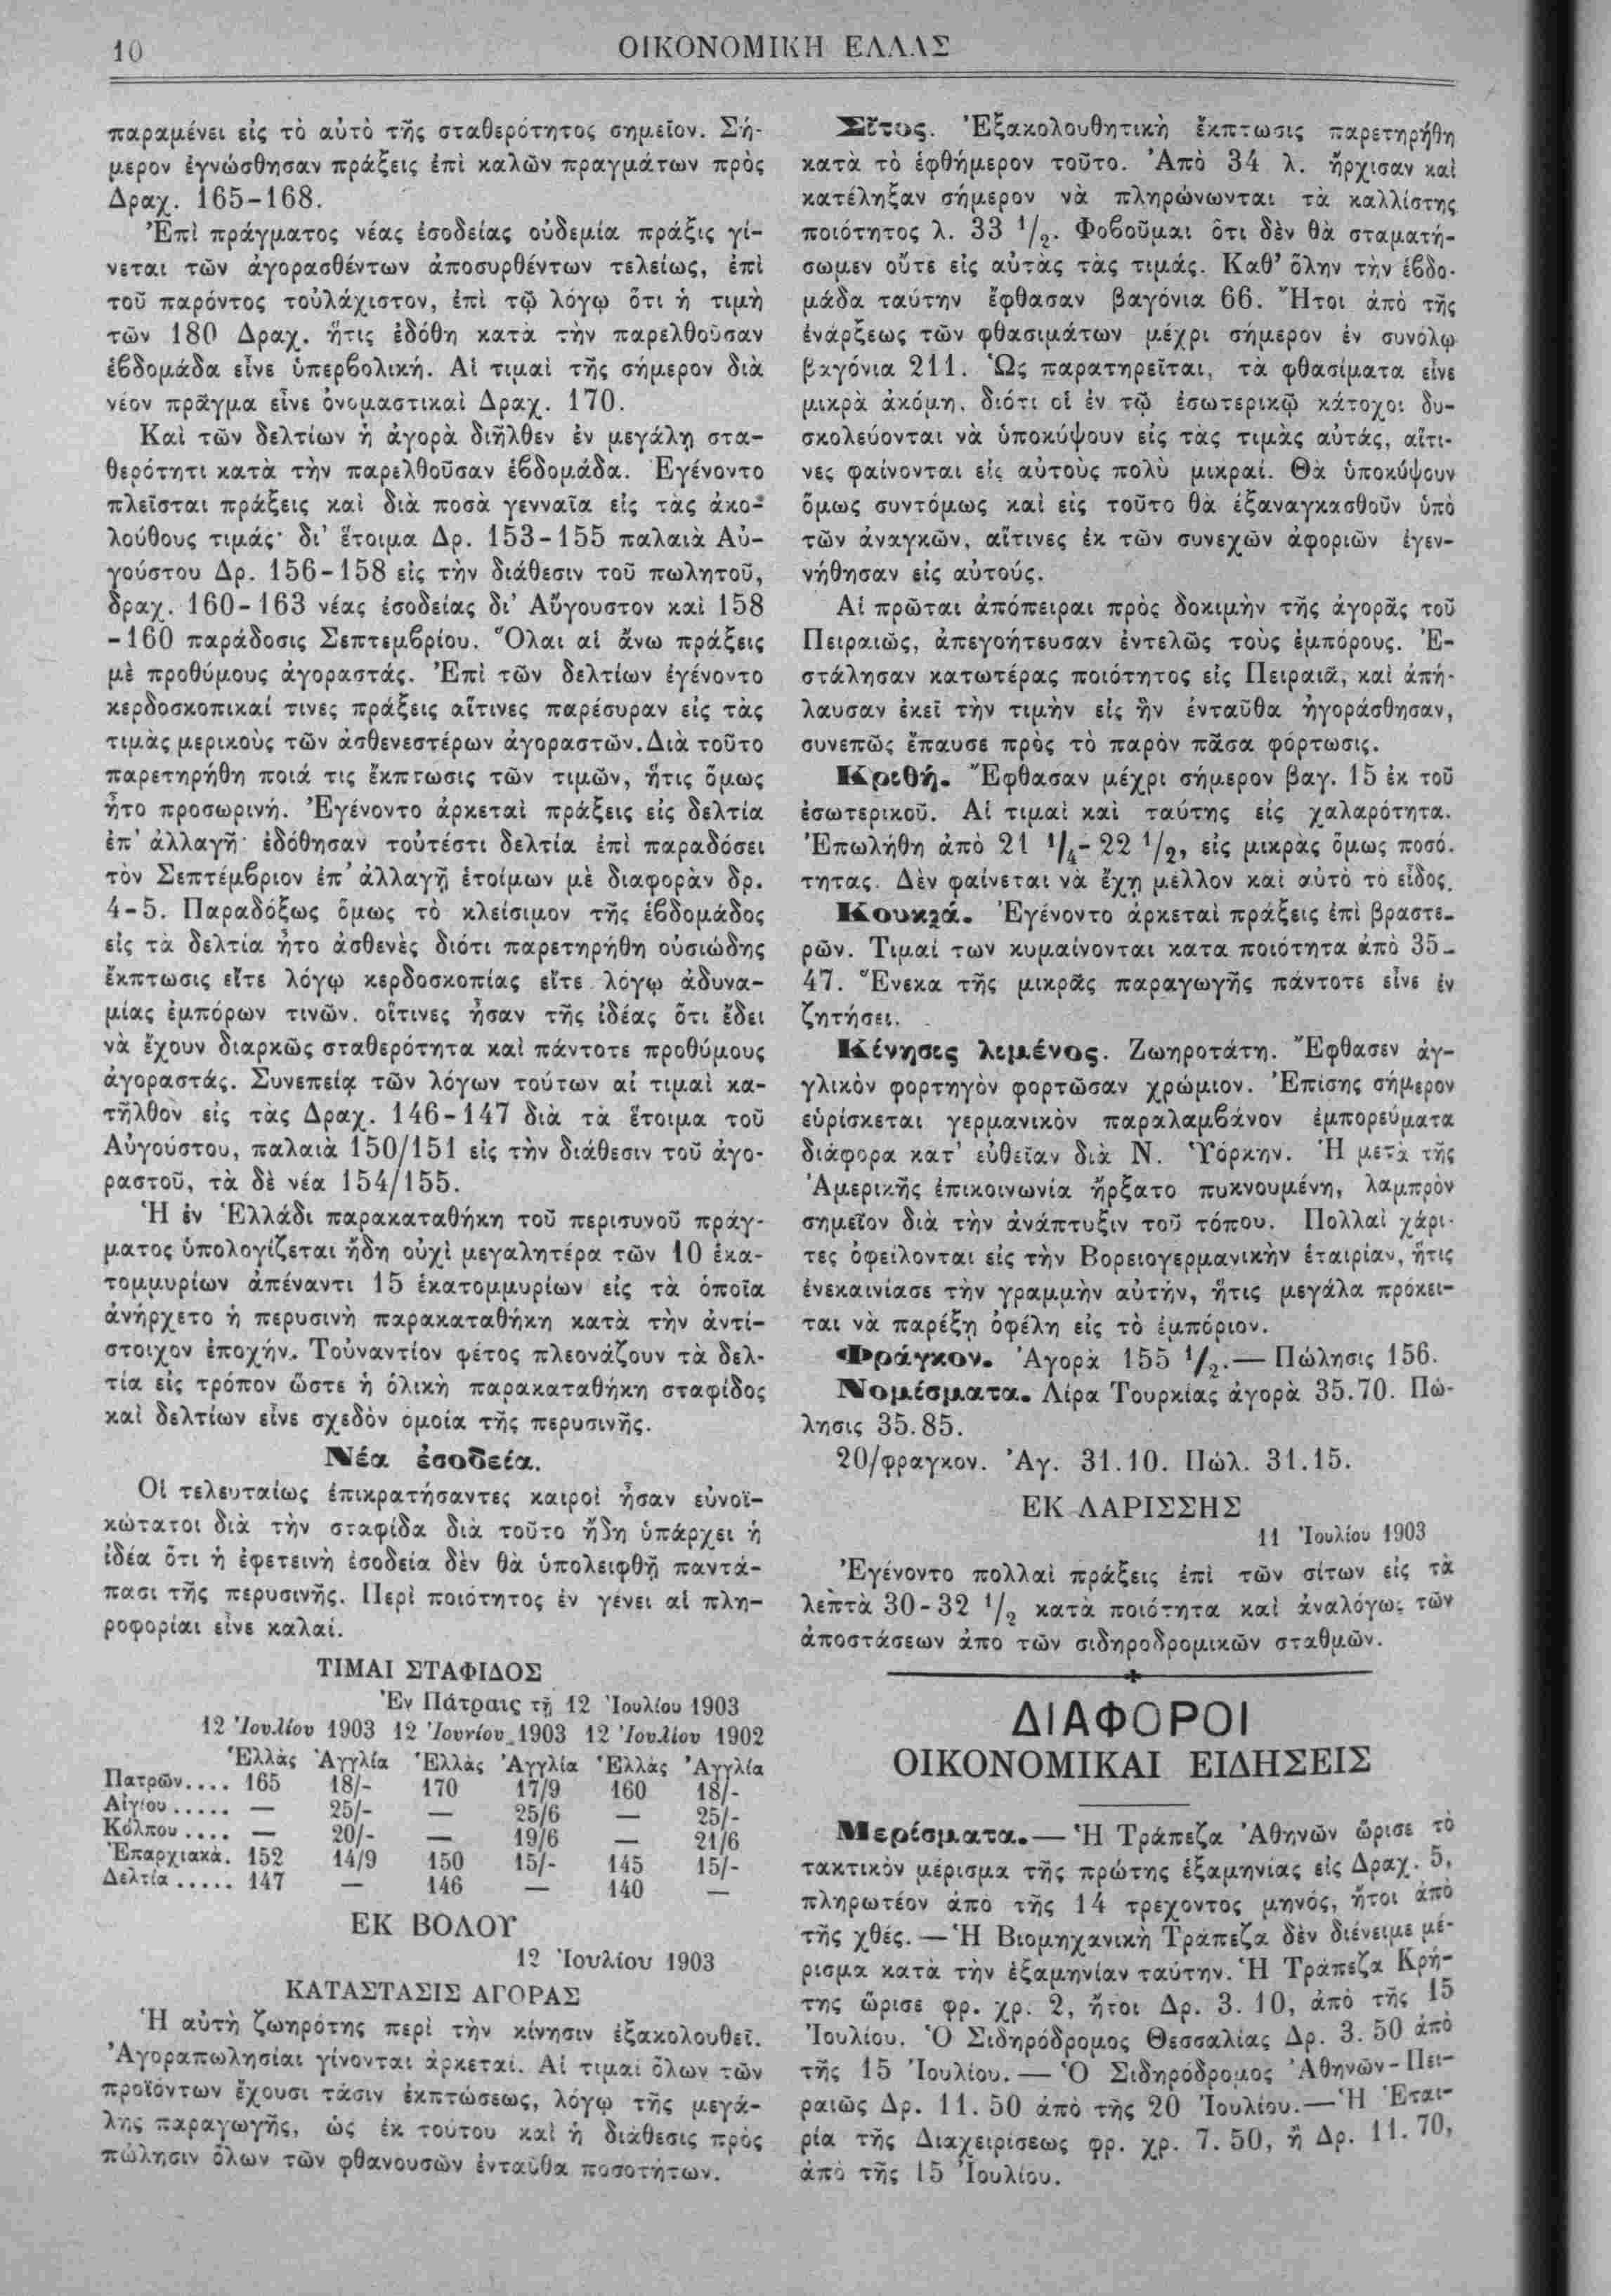 10
ΟΙΚΟΝΟΜΙΚΗ ΕΛΛΑΣ
παραμένει εἰς τὸ αὐτὸ τῆς σταθερότητος σημεῖον. Σή-
μερον ἐγνώσθησαν πράξεις ἐπὶ καλῶν πραγμάτων πρὸς
Δραχ. 165-168.
Ἐπὶ πράγματος νέας ἐσοδείας οὐδεμία πράξις γί-
νεται τῶν ἀγορασθέντων ἀποσυρθέντων τελείως, ἐπὶ
τοῦ παρόντος τοὐλάχιστον, ἐπὶ τῷ λόγῳ ὅτι ἡ τιμὴ
τῶν 180 Δραχ. ἥτις ἐδόθη κατὰ τὴν παρελθοῦσαν
ἑβδομάδα εἶνε ὑπερβολική. Αἱ τιμαὶ τῆς σήμερον διὰ
νέον πρᾶγμα εἶνε ὀνομαστικαὶ Δραχ. 170.
Καὶ τῶν δελτίων ἡ ἀγορὰ διῆλθεν ἐν μεγάλῃ στα-
θερότητι κατὰ τὴν παρελθοῦσαν ἑβδομάδα. Ἐγένοντο
πλεῖσται πράξεις καὶ διὰ ποσὰ γενναῖα εἰς τὰς ἀκο-
λούθους τιμάς· δι' ἕτοιμα Δρ. 153-155 παλαιὰ Αὐ-
γούστου Δρ. 156-158 εἰς τὴν διάθεσιν τοῦ πωλητοῦ,
δραχ. 160-163 νέας ἐσοδείας δι' Αὔγουστον καὶ 158
-160 παράδοσις Σεπτεμβρίου. Ὅλαι αἱ ἄνω πράξεις
μὲ προθύμους ἀγοραστάς. Ἐπὶ τῶν δελτίων ἐγένοντο
κερδοσκοπικαί τινες πράξεις αἵτινες παρέσυραν εἰς τὰς
τιμὰς μερικοὺς τῶν ἀσθενεστέρων ἀγοραστῶν. Διὰ τοῦτο
παρετηρήθη ποιά τις ἔκπτωσις τῶν τιμῶν, ἥτις ὅμως
ἦτο προσωρινή. Ἐγένοντο ἀρκεταὶ πράξεις εἰς δελτία
ἐπ' ἀλλαγῇ· ἐδόθησαν τοὐτέστι δελτία ἐπὶ παραδόσει
τὸν Σεπτέμβριον ἐπ' ἀλλαγῇ ἑτοίμων μὲ διαφορὰν δρ.
4-5. Παραδόξως ὅμως τὸ κλείσιμον τῆς ἑβδομάδος
εἰς τὰ δελτία ἦτο ἀσθενὲς διότι παρετηρήθη οὐσιώδης
ἔκπτωσις εἴτε λόγῳ κερδοσκοπίας εἴτε λόγῳ ἀδυνα-
μίας ἐμπόρων τινῶν. οἵτινες ἦσαν τῆς ἰδέας ὅτι ἔδει
νὰ ἔχουν διαρκῶς σταθερότητα καὶ πάντοτε προθύμους
ἀγοραστάς. Συνεπείᾳ τῶν λόγων τούτων αἱ τιμαὶ κα-
τῆλθον εἰς τὰς Δραχ. 146-147 διὰ τὰ ἕτοιμα τοῦ
Αὐγούστου, παλαιὰ 150/151 εἰς τὴν διάθεσιν τοῦ ἀγο-
ραστοῦ, τὰ δὲ νέα 154/155.
Ἡ ἐν Ἑλλάδι παρακαταθήκη τοῦ περισυνοῦ πράγ-
ματος ὑπολογίζεται ἤδη οὐχὶ μεγαλητέρα τῶν 10 ἑκα-
τομμυρίων ἀπέναντι 15 ἑκατομμυρίων εἰς τὰ ὁποῖα
ἀνήρχετο ἡ περυσινὴ παρακαταθήκη κατὰ τὴν ἀντί-
στοιχον ἐποχήν. Τοὐναντίον φέτος πλεονάζουν τὰ δελ-
τία εἰς τρόπον ὥστε ἡ ὁλικὴ παρακαταθήκη σταφίδος
καὶ δελτίων εἶνε σχεδὸν ὁμοία τῆς περυσινῆς.
Νέα ἐσοδεία.
Οἱ τελευταίως ἐπικρατήσαντες καιροὶ ἦσαν εὐνοϊ-
κώτατοι διὰ τὴν σταφίδα διὰ τοῦτο ἤδη ὑπάρχει ἡ
ἰδέα ὅτι ἡ ἐφετεινὴ ἐσοδεία δὲν θὰ ὑπολειφθῇ παντά-
πασι τῆς περυσινῆς. Περὶ ποιότητος ἐν γένει αἱ πλη-
ροφορίαι εἶνε καλαί.
ΤΙΜΑΙ ΣΤΑΦΙΔΟΣ
Ἐν Πάτραις τῇ 12 Ἰουλίου 1903
12 Ἰουλίου 1903 12 Ἰουνίου 1903 12 Ἰουλίου 1902
Ἑλλὰς Ἀγγλία Ἑλλὰς Ἀγγλία Ἑλλὰς Ἀγγλία
Πατρῶν.... 165 18/- 170 17/9 160 18/-
Αἰγίου ..... — 25/- — 25/6 — 25/-
Κόλπου .... — 20/- — 19/6 — 21/6
Ἐπαρχιακὰ. 152 14/9 150 15/- 145 15/-
Δελτία ..... 147 — 146 — 140 —
ΕΚ ΒΟΛΟΥ
12 Ἰουλίου 1903
ΚΑΤΑΣΤΑΣΙΣ ΑΓΟΡΑΣ
Ἡ αὐτὴ ζωηρότης περὶ τὴν κίνησιν ἐξακολουθεῖ.
Ἀγοραπωλησίαι γίνονται ἀρκεταί. Αἱ τιμαὶ ὅλων τῶν
προϊόντων ἔχουσι τάσιν ἐκπτώσεως, λόγῳ τῆς μεγά-
λης παραγωγῆς, ὡς ἐκ τούτου καὶ ἡ διάθεσις πρὸς
πώλησιν ὅλων τῶν φθανουσῶν ἐνταῦθα ποσοτήτων.
Σῖτος. Ἐξακολουθητικὴ ἔκπτωσις παρετηρήθη
κατὰ τὸ ἑφθήμερον τοῦτο. Ἀπὸ 34 λ. ἤρχισαν καὶ
κατέληξαν σήμερον νὰ πληρώνωνται τὰ καλλίστης
ποιότητος λ. 33 1/2. Φοβοῦμαι ὅτι δὲν θὰ σταματή-
σωμεν οὔτε εἰς αὐτὰς τὰς τιμάς. Καθ' ὅλην τὴν ἑβδο-
μάδα ταύτην ἔφθασαν βαγόνια 66. Ἤτοι ἀπὸ τῆς
ἐνάρξεως τῶν φθασιμάτων μέχρι σήμερον ἐν συνόλῳ
βαγόνια 211. Ὡς παρατηρεῖται, τὰ φθασίματα εἶνε
μικρὰ ἀκόμη, διότι οἱ ἐν τῷ ἐσωτερικῷ κάτοχοι δυ-
σκολεύονται νὰ ὑποκύψουν εἰς τὰς τιμὰς αὐτάς, αἵτι-
νες φαίνονται εἰς αὐτοὺς πολὺ μικραί. Θὰ ὑποκύψουν
ὅμως συντόμως καὶ εἰς τοῦτο θὰ ἐξαναγκασθοῦν ὑπὸ
τῶν ἀναγκῶν, αἵτινες ἐκ τῶν συνεχῶν ἀφοριῶν ἐγεν-
νήθησαν εἰς αὐτούς.
Αἱ πρῶται ἀπόπειραι πρὸς δοκιμὴν τῆς ἀγορᾶς τοῦ
Πειραιῶς, ἀπεγοήτευσαν ἐντελῶς τοὺς ἐμπόρους. Ἐ-
στάλησαν κατωτέρας ποιότητος εἰς Πειραιᾶ, καὶ ἀπή-
λαυσαν ἐκεῖ τὴν τιμὴν εἰς ἣν ἐνταῦθα ἠγοράσθησαν,
συνεπῶς ἔπαυσε πρὸς τὸ παρὸν πᾶσα φόρτωσις.
Κριθή. Ἔφθασαν μέχρι σήμερον βαγ. 15 ἐκ τοῦ
ἐσωτερικοῦ. Αἱ τιμαὶ καὶ ταύτης εἰς χαλαρότητα.
Ἐπωλήθη ἀπὸ 21 1/4-22 1/2, εἰς μικρὰς ὅμως ποσό.
τητας. Δὲν φαίνεται νὰ ἔχῃ μέλλον καὶ αὐτὸ τὸ εἶδος.
Κουκιά. Ἐγένοντο ἀρκεταὶ πράξεις ἐπὶ βραστε-
ρῶν. Τιμαί των κυμαίνονται κατα ποιότητα ἀπὸ 35-
47. Ἕνεκα τῆς μικρᾶς παραγωγῆς πάντοτε εἶνε ἐν
ζητήσει.
Κίνησις λιμένος. Ζωηροτάτη. Ἔφθασεν ἀγ-
γλικὸν φορτηγὸν φορτῶσαν χρώμιον. Ἐπίσης σήμερον
εὑρίσκεται γερμανικὸν παραλαμβάνον ἐμπορεύματα
διάφορα κατ' εὐθεῖαν διὰ Ν. Ὑόρκην. Ἡ μετὰ τῆς
Ἀμερικῆς ἐπικοινωνία ἤρξατο πυκνουμένη, λαμπρὸν
σημεῖον διὰ τὴν ἀνάπτυξιν τοῦ τόπου. Πολλαὶ χάρι-
τες ὀφείλονται εἰς τὴν Βορειογερμανικὴν ἑταιρίαν, ἥτις
ἐνεκαινίασε τὴν γραμμὴν αὐτήν, ἥτις μεγάλα πρόκει-
ται νὰ παρέξῃ ὀφέλη εἰς τὸ ἐμπόριον.
Φράγκον. Ἀγορὰ 155 1/2.— Πώλησις 156.
Νομίσματα. Λίρα Τουρκίας ἀγορὰ 35.70. Πώ-
λησις 35.85.
20/φραγκον. Ἀγ. 31.10. Πώλ. 31.15.
ΕΚ ΛΑΡΙΣΣΗΣ
11 Ἰουλίου 1903
Ἐγένοντο πολλαὶ πράξεις ἐπὶ τῶν σίτων εἰς τὰ
λεπτὰ 30-32 1/2 κατὰ ποιότητα καὶ ἀναλόγως τῶν
ἀποστάσεων ἀπο τῶν σιδηροδρομικῶν σταθμῶν.
ΔΙΑΦΟΡΟΙ
ΟΙΚΟΝΟΜΙΚΑΙ ΕΙΔΗΣΕΙΣ
Μερίσματα.— Ἡ Τράπεζα Ἀθηνῶν ὥρισε τὸ
τακτικὸν μέρισμα τῆς πρώτης ἑξαμηνίας εἰς Δραχ. 5,
πληρωτέον ἀπὸ τῆς 14 τρέχοντος μηνός, ἤτοι ἀπὸ
τῆς χθές. — Ἡ Βιομηχανικὴ Τράπεζα δὲν διένειμε μέ-
ρισμα κατὰ τὴν ἑξαμηνίαν ταύτην. Ἡ Τράπεζα Κρή-
της ὥρισε φρ. χρ. 2, ἤτοι Δρ. 3.10, ἀπὸ τῆς 15
Ἰουλίου. Ὁ Σιδηρόδρομος Θεσσαλίας Δρ. 3.50 ἀπὸ
τῆς 15 Ἰουλίου. — Ὁ Σιδηρόδρομος Ἀθηνῶν-Πει-
ραιῶς Δρ. 11.50 ἀπὸ τῆς 20 Ἰουλίου. — Ἡ Ἑται-
ρία τῆς Διαχειρίσεως φρ. χρ. 7.50, ἢ Δρ. 11.70,
ἀπὸ τῆς 15 Ἰουλίου.